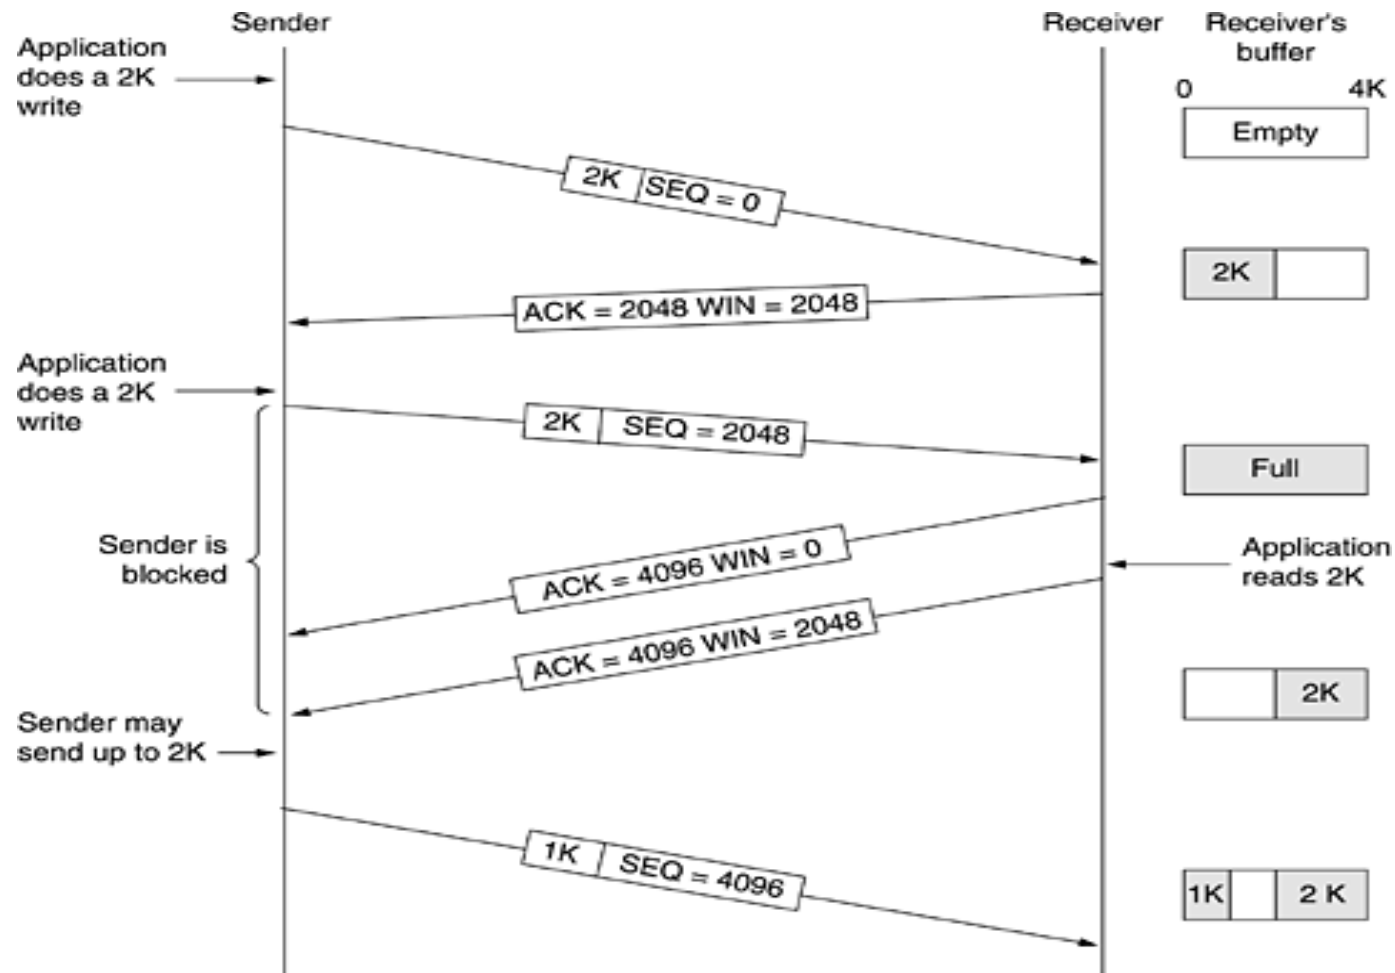 Sender
Receiver
Receiver's
buffer
Application
does a 2K
write
0
4K
Empty
2K
SEQ = 0
2K
ACK = 2048 WIN = 2048
Application
does a 2K
write
2K
SEQ = 2048
Full
Sender is
blocked
ACK = 4096 WIN = 0
Application
reads 2K
ACK = 4096 WIN = 2048
2K
Sender may
send up to 2K
1K
SEQ = 4096
1K
2 K